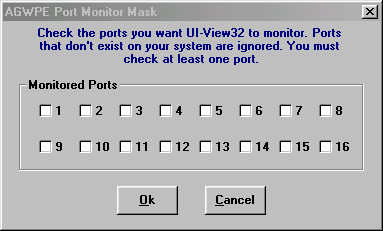 AGWPE Port Monitor Mask
Check the ports you want UI-View32 to monitor. Ports
that don't exist on your system are ignored. You must
check at least one port.
Monitored Ports
1 2 3 4 5 6 7 8
9 10 11 12 13 14 15 16
Ok Cancel